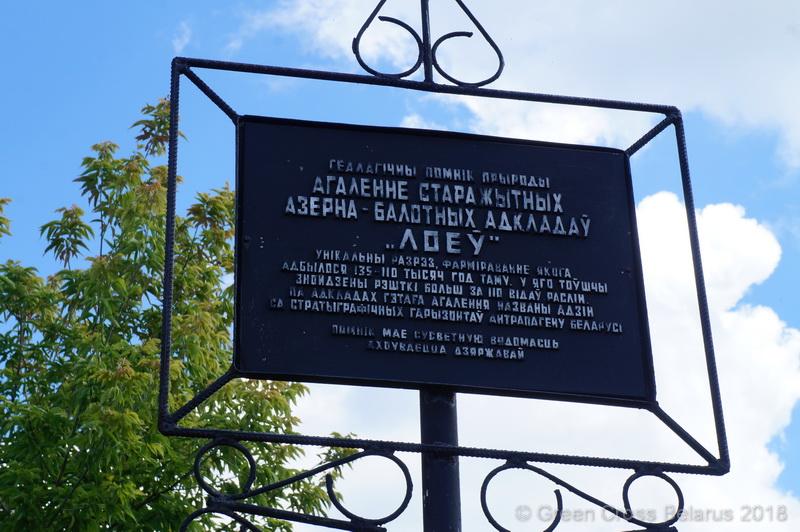 ГЕАЛАГІЧНЫ ПОМНІК ПРЫРОДЫ
АГАЛЕННЕ СТАРАЖЫТНЫХ
АЗЕРНА-БАЛОТНЫХ АДКЛАДАЎ
„ЛОЕЎ"
УНІКАЛЬНЫ РАЗРЭЗ, ФАРМІРАВАННЕ ЯКОГА
АДБЫЛОСЯ 135-110 ТЫСЯЧ ГОД ТАМУ. У ЯГО ТОЎШЧЫ
ЗНОЙДЗЕНЫ РЭШТКІ БОЛЬШ ЗА 110 ВІДАЎ РАСЛІН.
ПА АДКЛАДАХ ГЭТАГА АГАЛЕННЯ НАЗВАНЫ АДЗІН
СА СТРАТЫГРАФІЧНЫХ ГАРЫЗОНТАЎ АНТРАПАГЕНУ БЕЛАРУСІ
ПОМНІК МАЕ СУСВЕТНУЮ ВЯДОМАСЦЬ
АХОЎВАЕЦЦА ДЗЯРЖАВАЙ
© Green Cross Belarus 2018